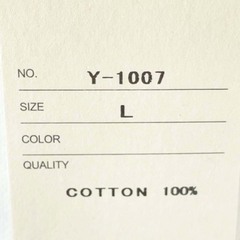 NO. Y-1007
SIZE L
COLOR
QUALITY
COTTON 100%